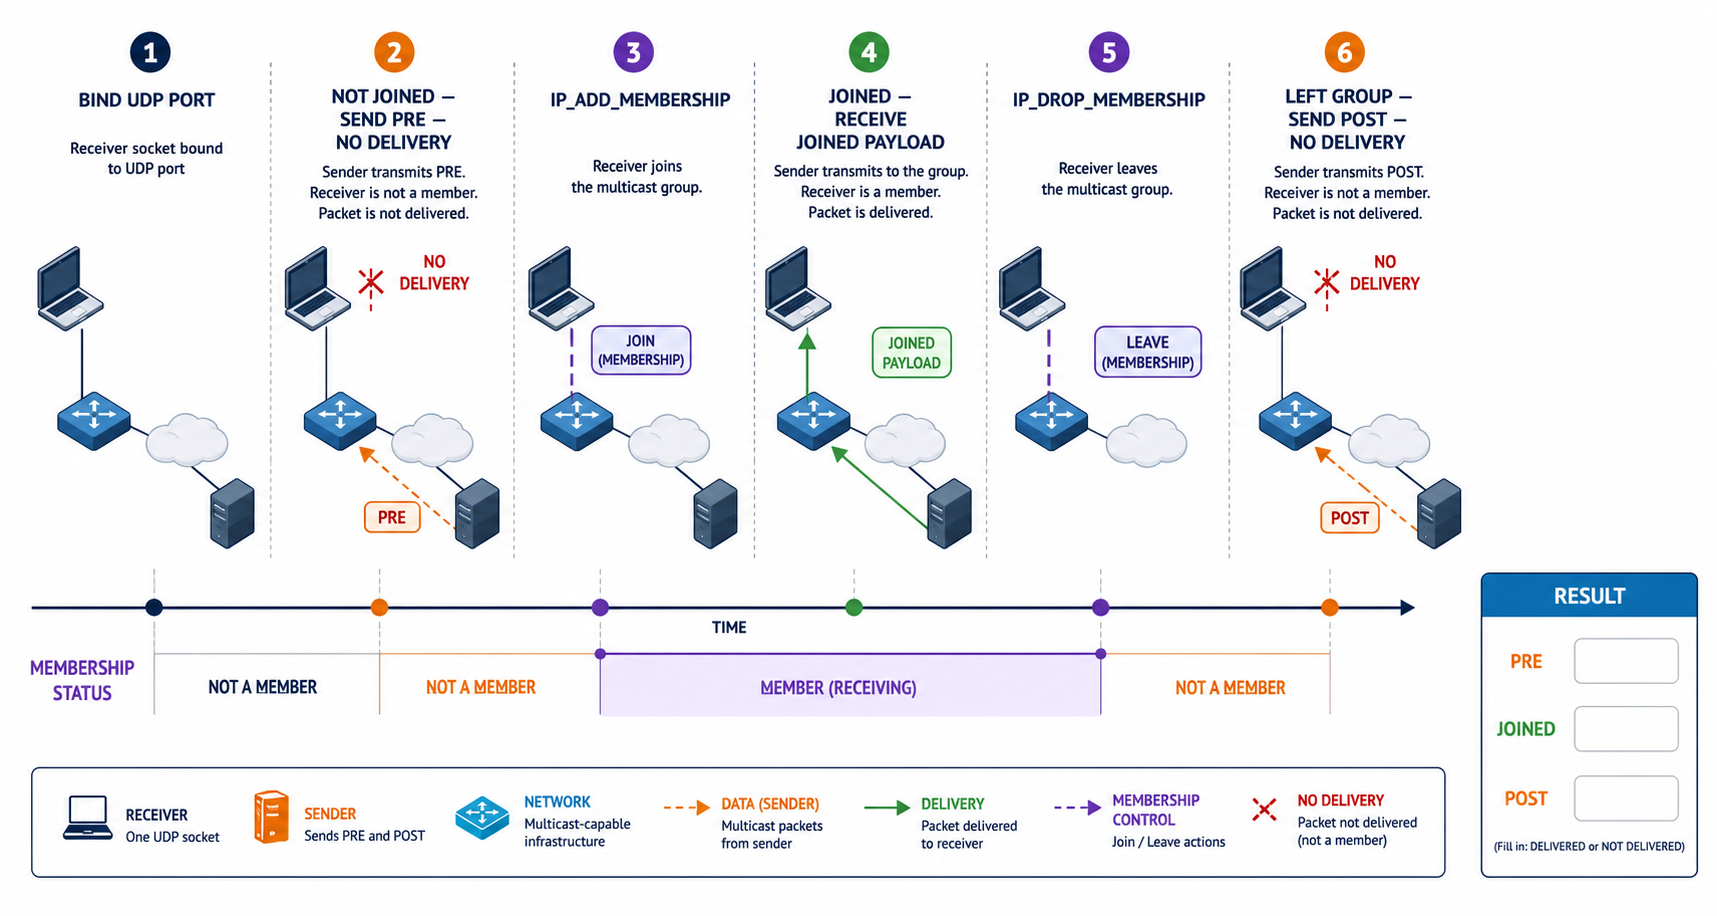 1
BIND UDP PORT
Receiver socket bound
to UDP port
2
NOT JOINED –
SEND PRE –
NO DELIVERY
Sender transmits PRE.
Receiver is not a member.
Packet is not delivered.
NO
DELIVERY
PRE
3
IP_ADD_MEMBERSHIP
Receiver joins
the multicast group.
JOIN
(MEMBERSHIP)
4
JOINED –
RECEIVE
JOINED PAYLOAD
Sender transmits to the group.
Receiver is a member.
Packet is delivered.
JOINED
PAYLOAD
5
IP_DROP_MEMBERSHIP
Receiver leaves
the multicast group.
LEAVE
(MEMBERSHIP)
6
LEFT GROUP –
SEND POST –
NO DELIVERY
Sender transmits POST.
Receiver is not a member.
Packet is not delivered.
NO
DELIVERY
POST
TIME
MEMBERSHIP
STATUS
NOT A MEMBER
NOT A MEMBER
MEMBER (RECEIVING)
NOT A MEMBER
RECEIVER
One UDP socket
SENDER
Sends PRE and POST
NETWORK
Multicast-capable
infrastructure
DATA (SENDER)
Multicast packets
from sender
DELIVERY
Packet delivered
to receiver
MEMBERSHIP
CONTROL
Join / Leave actions
NO DELIVERY
Packet not delivered
(not a member)
RESULT
PRE
JOINED
POST
(Fill in: DELIVERED or NOT DELIVERED)